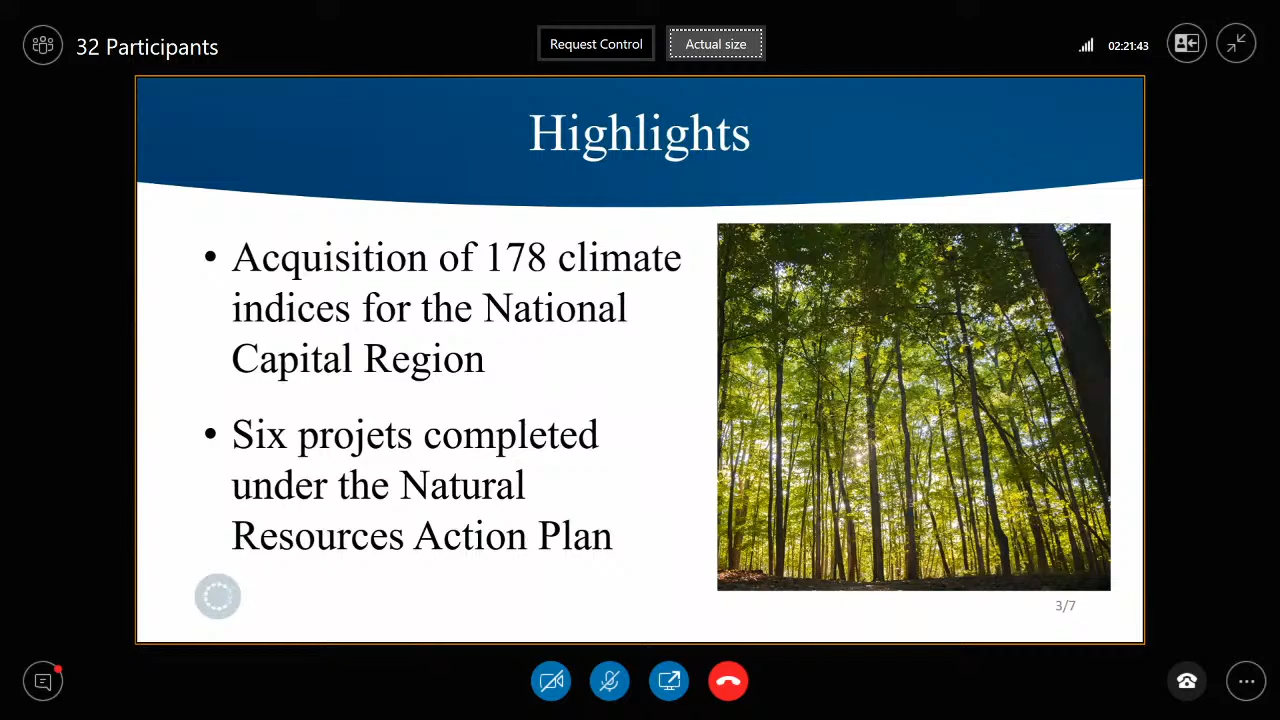 32 Participants
Request Control
Actual size
02:21:43
Highlights
• Acquisition of 178 climate
indices for the National
Capital Region
• Six projets completed
under the Natural
Resources Action Plan
3/7